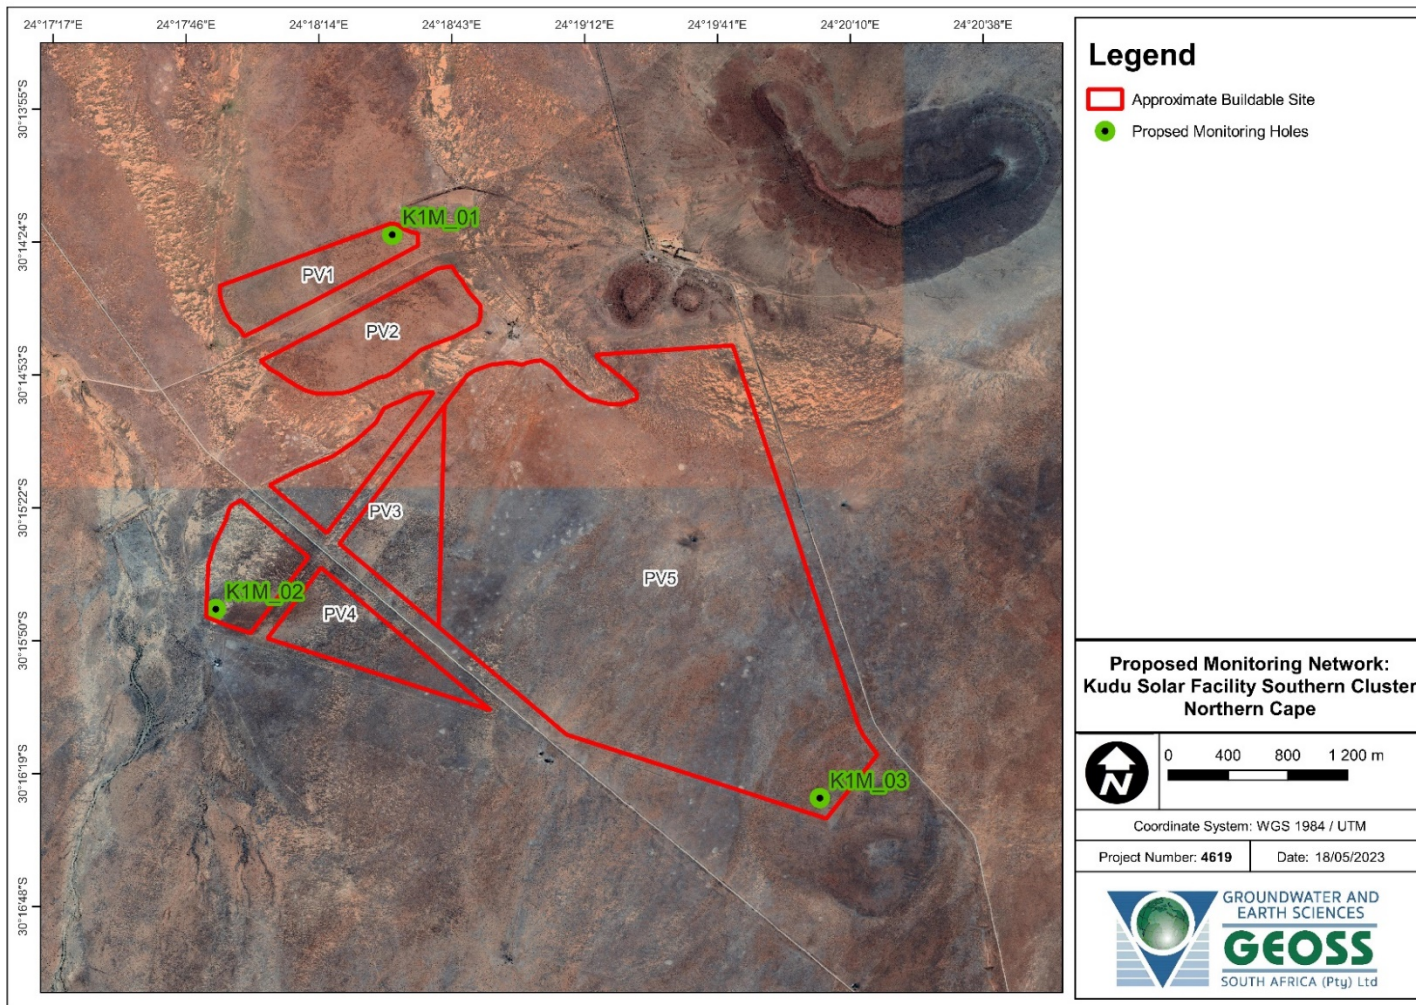 24°17'17"E
24°17'46"E
24°18'14"E
24°18'43"E
24°19'12"E
24°19'41"E
24°20'10"E
24°20'38"E
30°13'55"S
30°14'24"S
30°14'53"S
30°15'22"S
30°15'50"S
30°16'19"S
30°16'48"S
K1M_01
PV1
PV2
PV3
PV5
K1M_02
PV4
K1M_03
Legend
Approximate Buildable Site
Propsed Monitoring Holes
Proposed Monitoring Network:
Kudu Solar Facility Southern Cluster
Northern Cape
N
0 400 800 1 200 m
Coordinate System: WGS 1984 / UTM
Project Number: 4619
Date: 18/05/2023
GROUNDWATER AND
EARTH SCIENCES
GEOSS
SOUTH AFRICA (Pty) Ltd